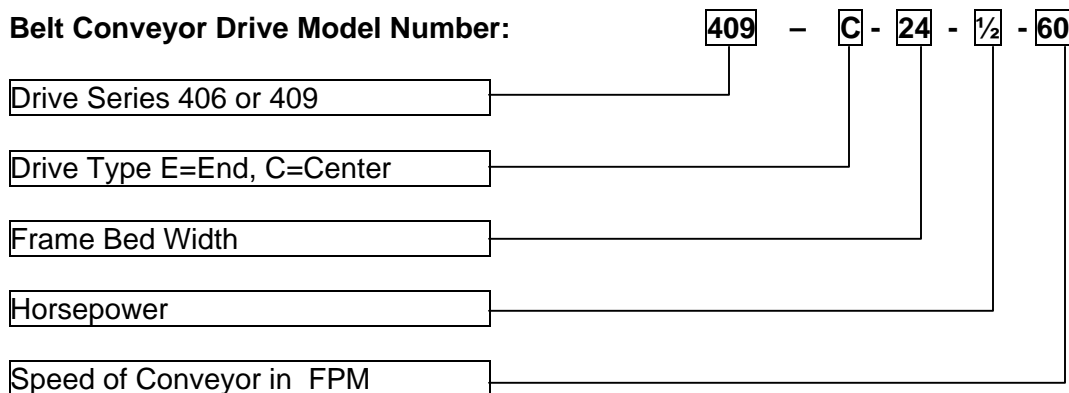 Belt Conveyor Drive Model Number: 409 – C - 24 - ½ - 60
Drive Series 406 or 409
Drive Type E=End, C=Center
Frame Bed Width
Horsepower
Speed of Conveyor in FPM